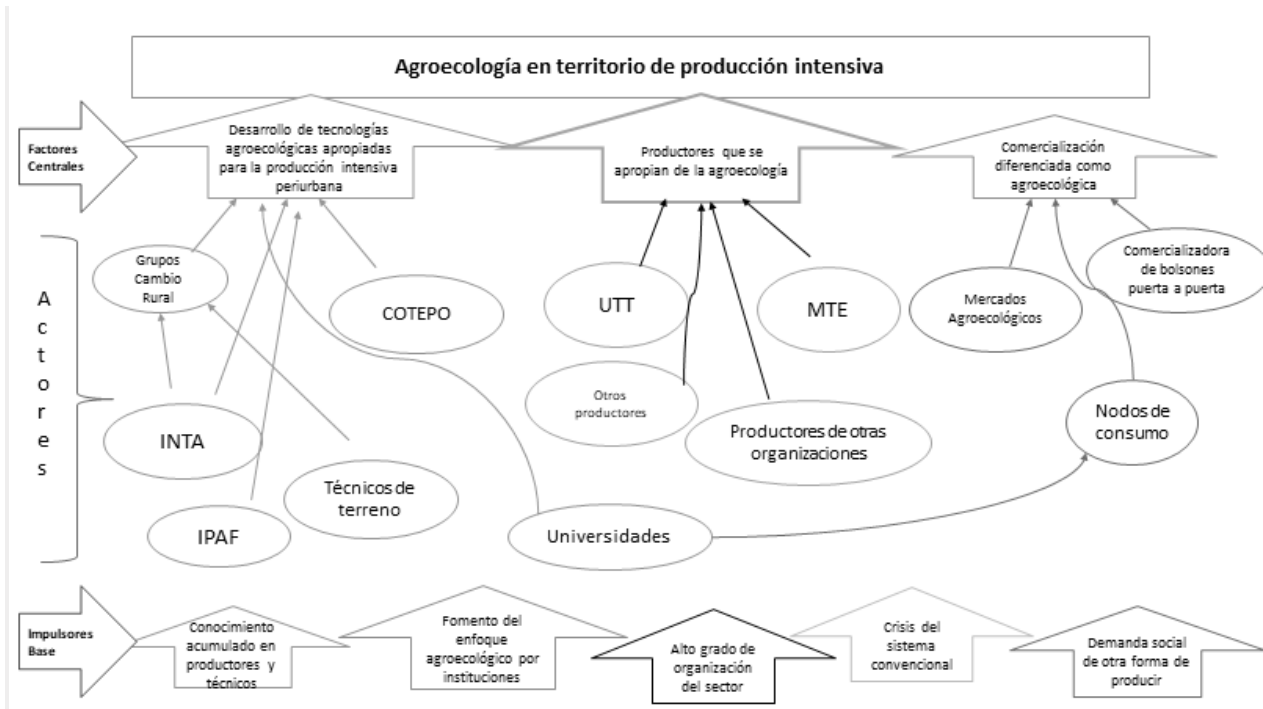 Agroecología en territorio de producción intensiva
Factores
Centrales
Desarrollo de tecnologías
agroecológicas apropiadas
para la producción intensiva
periurbana
Productores que se
apropian de la agroecología
Comercialización
diferenciada como
agroecológica
Actores
Grupos
Cambio
Rural
COTEPO
UTT
MTE
Mercados
Agroecológicos
Comercializadora
de bolsones
puerta a puerta
INTA
Otros
productores
Productores de otras
organizaciones
Nodos de
consumo
Técnicos de
terreno
IPAF
Universidades
Impulsores
Base
Conocimiento
acumulado en
productores y
técnicos
Fomento del
enfoque
agroecológico por
instituciones
Alto grado de
organización
del sector
Crisis del
sistema
convencional
Demanda social
de otra forma de
producir